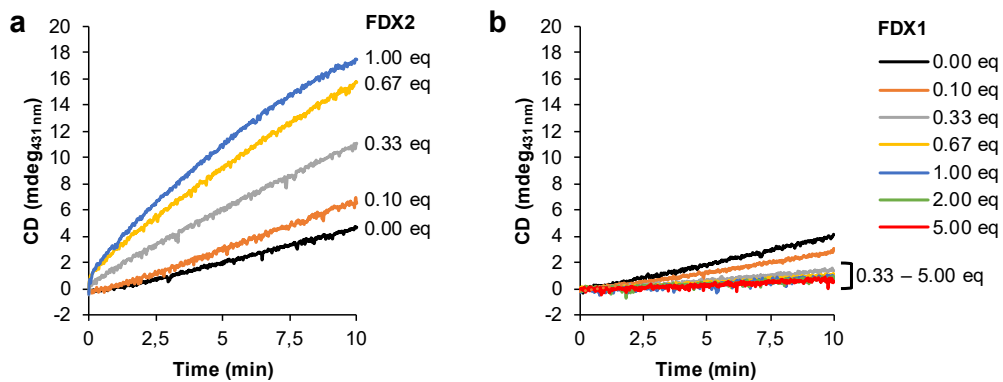 a
FDX2
20
18
16
14
12
10
8
6
4
2
0
-2
CD (mdeg431 nm)
1.00 eq
0.67 eq
0.33 eq
0.10 eq
0.00 eq
0
2,5
5
7,5
10
Time (min)
b
FDX1
20
18
16
14
12
10
8
6
4
2
0
-2
CD (mdeg431 nm)
0.00 eq
0.10 eq
0.33 eq
0.67 eq
1.00 eq
2.00 eq
5.00 eq
0.33 – 5.00 eq
0
2,5
5
7,5
10
Time (min)